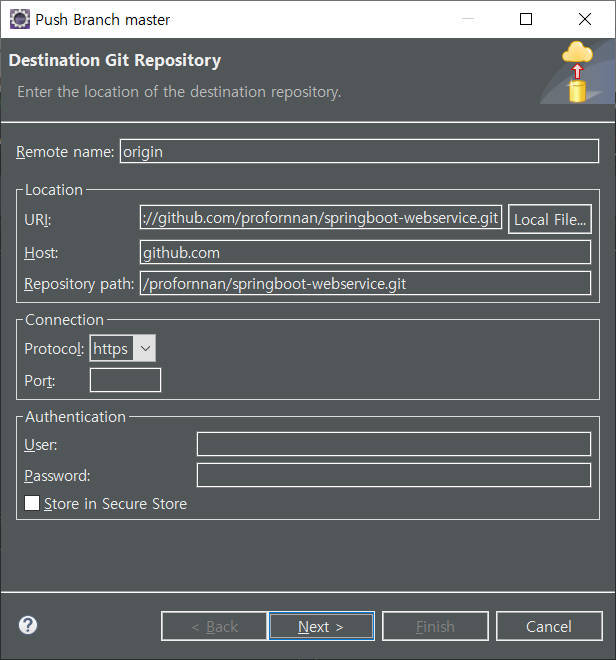 Push Branch master
Destination Git Repository
Enter the location of the destination repository.
Remote name: origin
Location
URI: ://github.com/profornnan/springboot-webservice.git Local File...
Host: github.com
Repository path: /profornnan/springboot-webservice.git
Connection
Protocol: https
Port:
Authentication
User:
Password:
Store in Secure Store
? < Back Next > Finish Cancel